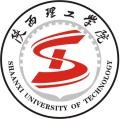 陕西理工学院
SHAANXI UNIVERSITY OF TECHNOLOGY